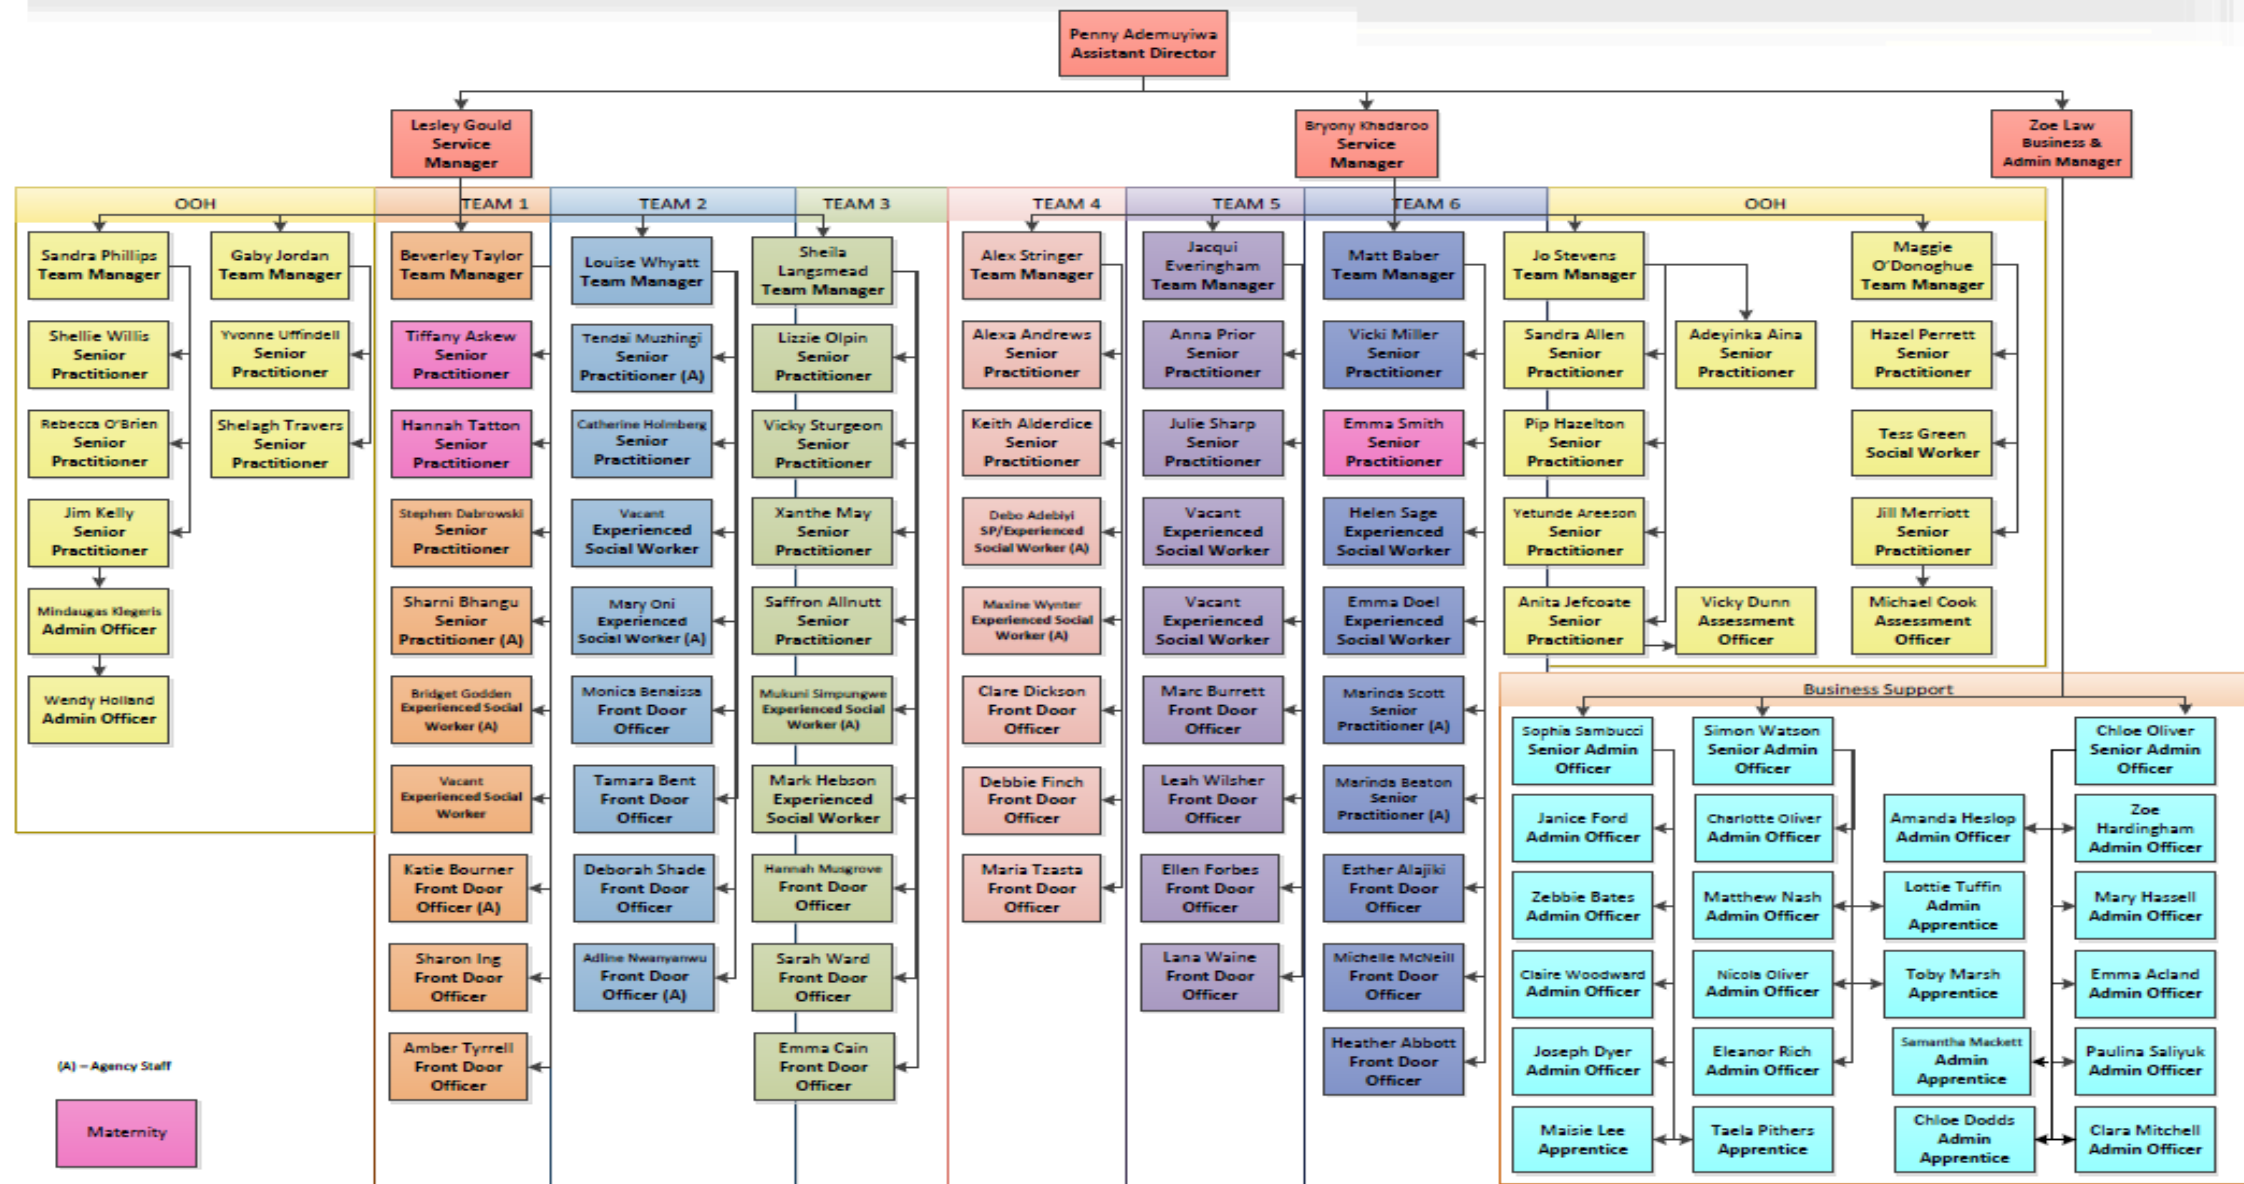 Penny Ademuyiwa
Assistant Director
Lesley Gould
Service
Manager
Bryony Khadaroo
Service
Manager
Zoe Law
Business &
Admin Manager
OOH
TEAM 1
TEAM 2
TEAM 3
TEAM 4
TEAM 5
TEAM 6
OOH
Sandra Phillips
Team Manager
Shellie Willis
Senior
Practitioner
Rebecca O'Brien
Senior
Practitioner
Jim Kelly
Senior
Practitioner
Mindaugas Klegeris
Admin Officer
Wendy Holland
Admin Officer
Gaby Jordan
Team Manager
Yvonne Uffindell
Senior
Practitioner
Shelagh Travers
Senior
Practitioner
Beverley Taylor
Team Manager
Tiffany Askew
Senior
Practitioner
Hannah Tatton
Senior
Practitioner
Stephen Dabrowski
Senior
Practitioner
Sharni Bhangu
Senior
Practitioner (A)
Bridget Godden
Experienced Social
Worker (A)
Vacant
Experienced Social
Worker
Katie Bourner
Front Door
Officer (A)
Sharon Ing
Front Door
Officer
Amber Tyrrell
Front Door
Officer
Louise Whyatt
Team Manager
Tendai Muzhingi
Senior
Practitioner (A)
Catherine Holmberg
Senior
Practitioner
Vacant
Experienced
Social Worker
Mary Oni
Experienced
Social Worker (A)
Monica Benaissa
Front Door
Officer
Tamara Bent
Front Door
Officer
Deborah Shade
Front Door
Officer
Adline Nwanyanwu
Front Door
Officer (A)
Sheila
Langsmead
Team Manager
Lizzie Olpin
Senior
Practitioner
Vicky Sturgeon
Senior
Practitioner
Xanthe May
Senior
Practitioner
Saffron Allnutt
Senior
Practitioner
Mukuni Simpungwe
Experienced Social
Worker (A)
Mark Hebson
Experienced
Social Worker
Hannah Musgrove
Front Door
Officer
Sarah Ward
Front Door
Officer
Emma Cain
Front Door
Officer
Alex Stringer
Team Manager
Alexa Andrews
Senior
Practitioner
Keith Alderdice
Senior
Practitioner
Debo Adebiyi
SP/Experienced
Social Worker (A)
Maxine Wynter
Experienced Social
Worker (A)
Clare Dickson
Front Door
Officer
Debbie Finch
Front Door
Officer
Maria Tzasta
Front Door
Officer
Jacqui
Everingham
Team Manager
Anna Prior
Senior
Practitioner
Julie Sharp
Senior
Practitioner
Vacant
Experienced
Social Worker
Vacant
Experienced
Social Worker
Marc Burrett
Front Door
Officer
Leah Wilsher
Front Door
Officer
Ellen Forbes
Front Door
Officer
Lana Waine
Front Door
Officer
Matt Baber
Team Manager
Vicki Miller
Senior
Practitioner
Emma Smith
Senior
Practitioner
Helen Sage
Experienced
Social Worker
Emma Doel
Experienced
Social Worker
Marinda Scott
Senior
Practitioner (A)
Marinda Beaton
Senior
Practitioner (A)
Esther Alajiki
Front Door
Officer
Michelle McNeill
Front Door
Officer
Heather Abbott
Front Door
Officer
Jo Stevens
Team Manager
Sandra Allen
Senior
Practitioner
Pip Hazelton
Senior
Practitioner
Yetunde Areeson
Senior
Practitioner
Anita Jefcoate
Senior
Practitioner
Adeyinka Aina
Senior
Practitioner
Vicky Dunn
Assessment
Officer
Maggie
O'Donoghue
Team Manager
Hazel Perrett
Senior
Practitioner
Tess Green
Social Worker
Jill Merriott
Senior
Practitioner
Michael Cook
Assessment
Officer
Business Support
Sophia Sambucci
Senior Admin
Officer
Janice Ford
Admin Officer
Zebbie Bates
Admin Officer
Claire Woodward
Admin Officer
Joseph Dyer
Admin Officer
Maisie Lee
Apprentice
Simon Watson
Senior Admin
Officer
Charlotte Oliver
Admin Officer
Matthew Nash
Admin Officer
Nicola Oliver
Admin Officer
Eleanor Rich
Admin Officer
Taela Pithers
Apprentice
Amanda Heslop
Admin Officer
Lottie Tuffin
Admin
Apprentice
Toby Marsh
Apprentice
Samantha Mackett
Admin
Apprentice
Chloe Dodds
Admin
Apprentice
Chloe Oliver
Senior Admin
Officer
Zoe
Hardingham
Admin Officer
Mary Hassell
Admin Officer
Emma Acland
Admin Officer
Paulina Saliyuk
Admin Officer
Clara Mitchell
Admin Officer
(A) – Agency Staff
Maternity